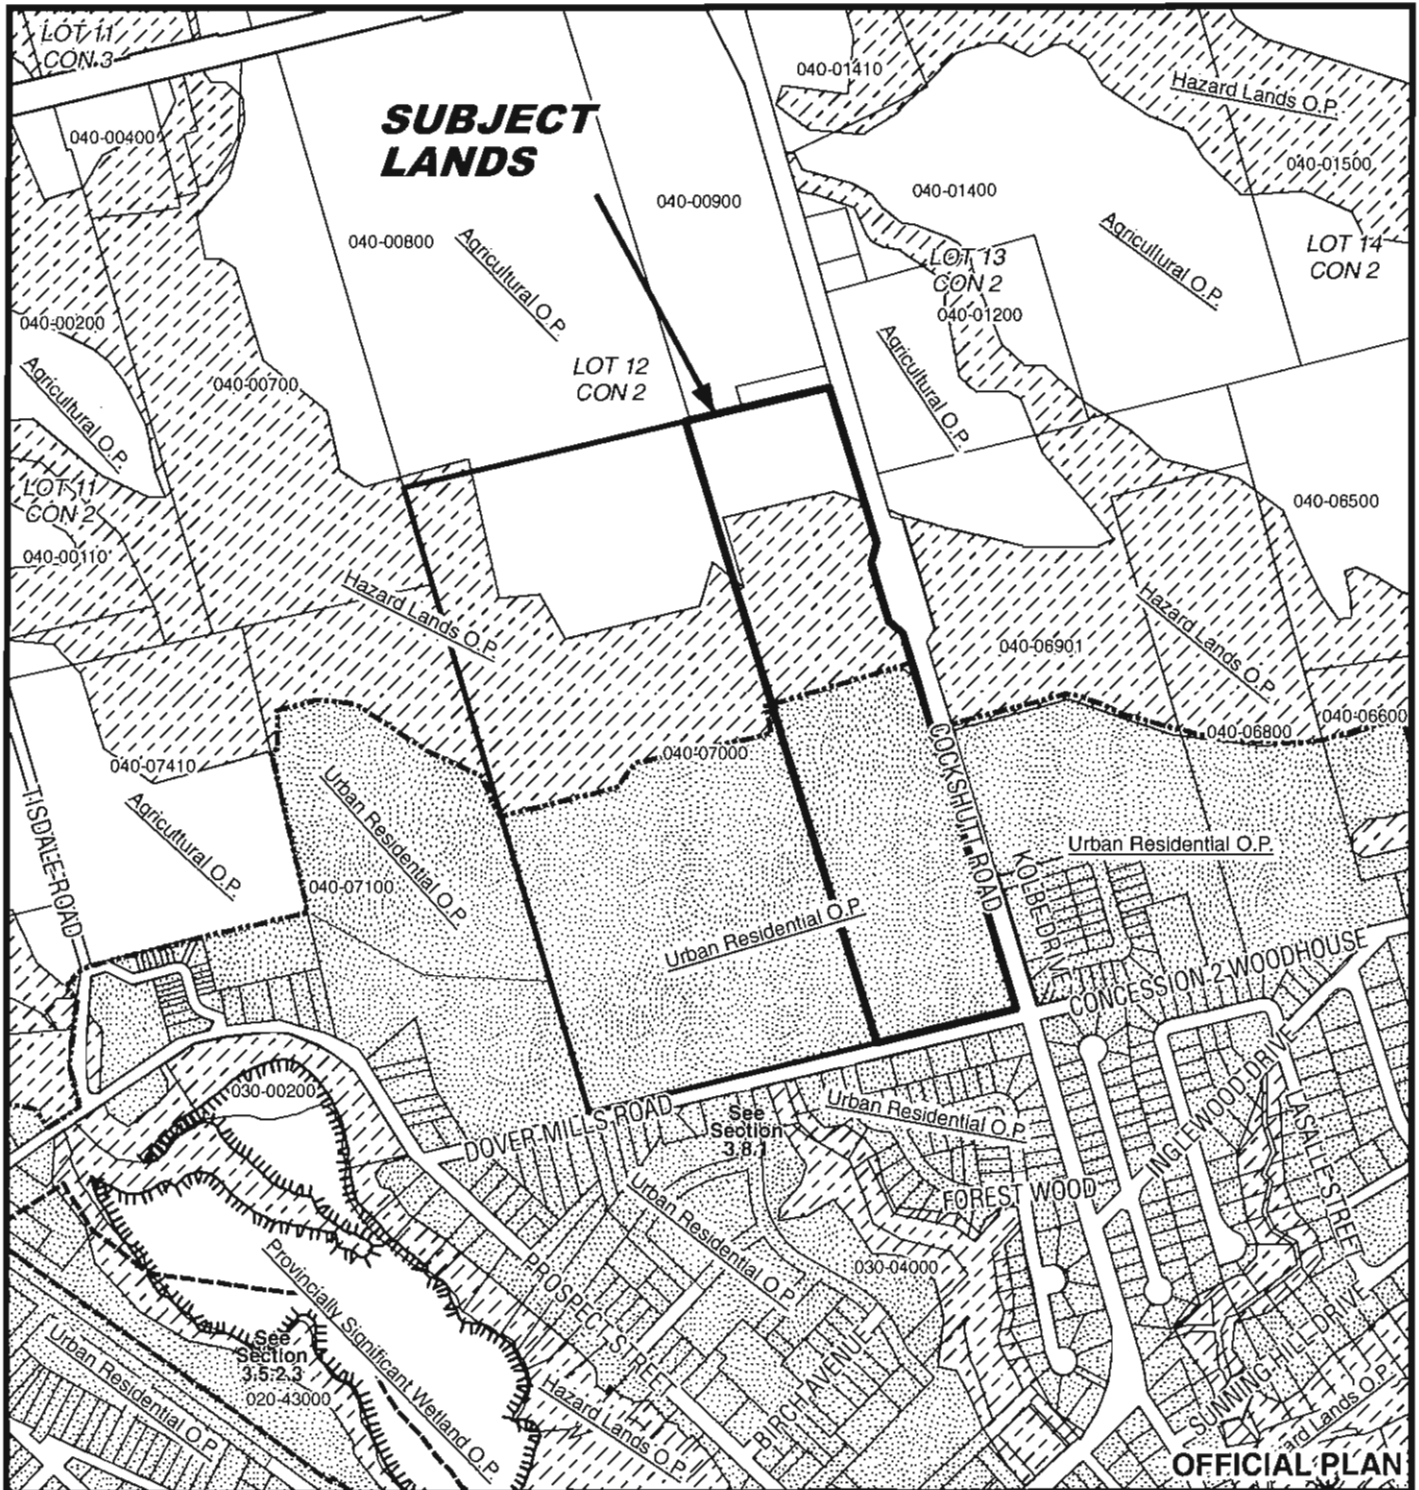 LOT 11
CON 3
040-01410
Hazard Lands O.P.
SUBJECT
LANDS
040-00400
040-01500
040-01400
040-00900
040-00800
Agricultural O.P.
Agricultural O.P.
LOT 14
CON 2
LOT 13
CON 2
040-01200
040-00200
Agricultural O.P.
Agricultural O.P.
LOT 12
CON 2
040-00700
LOT 11
CON 2
040-06500
040-00110
Hazard Lands O.P.
Hazard Lands O.P.
040-06901
040-06600
040-06800
040-07000
040-07410
COCKSHUTT ROAD
TISDALE ROAD
Agricultural O.P.
Urban Residential O.P.
Urban Residential O.P.
040-07100
KOLBE DRIVE
Urban Residential O.P.
CONCESSION 2 WOODHOUSE
030-00200
DOVER MILLS ROAD
See
Section
3.8.1
Urban Residential O.P.
INGLEWOOD DRIVE
LASALLE STREET
FOREST WOOD
Urban Residential O.P.
030-04000
PROSPECT STREET
Provincially Significant Wetland O.P.
See
Section
3.5.2.3
020-43000
Urban Residential O.P.
BIRCH AVENUE
Hazard Lands O.P.
SUNNING HILL DRIVE
ard Lands O.P.
OFFICIAL PLAN